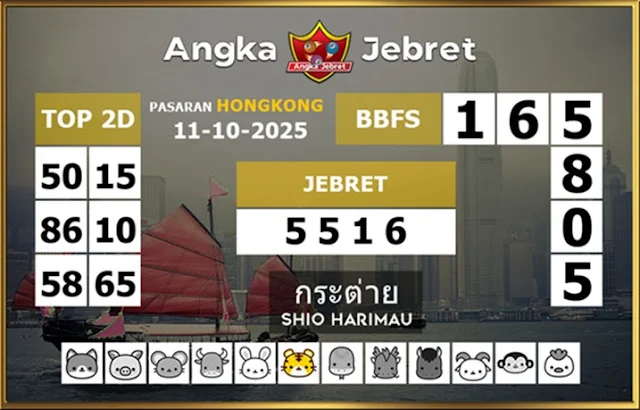 Angka Jebret
Angka Jebret
TOP 2D
PASARAN HONGKONG
11-10-2025
BBFS
1 6 5
8
0
5
50 15
86 10
58 65
JEBRET
5 5 1 6
กระต่าย
SHIO HARIMAU